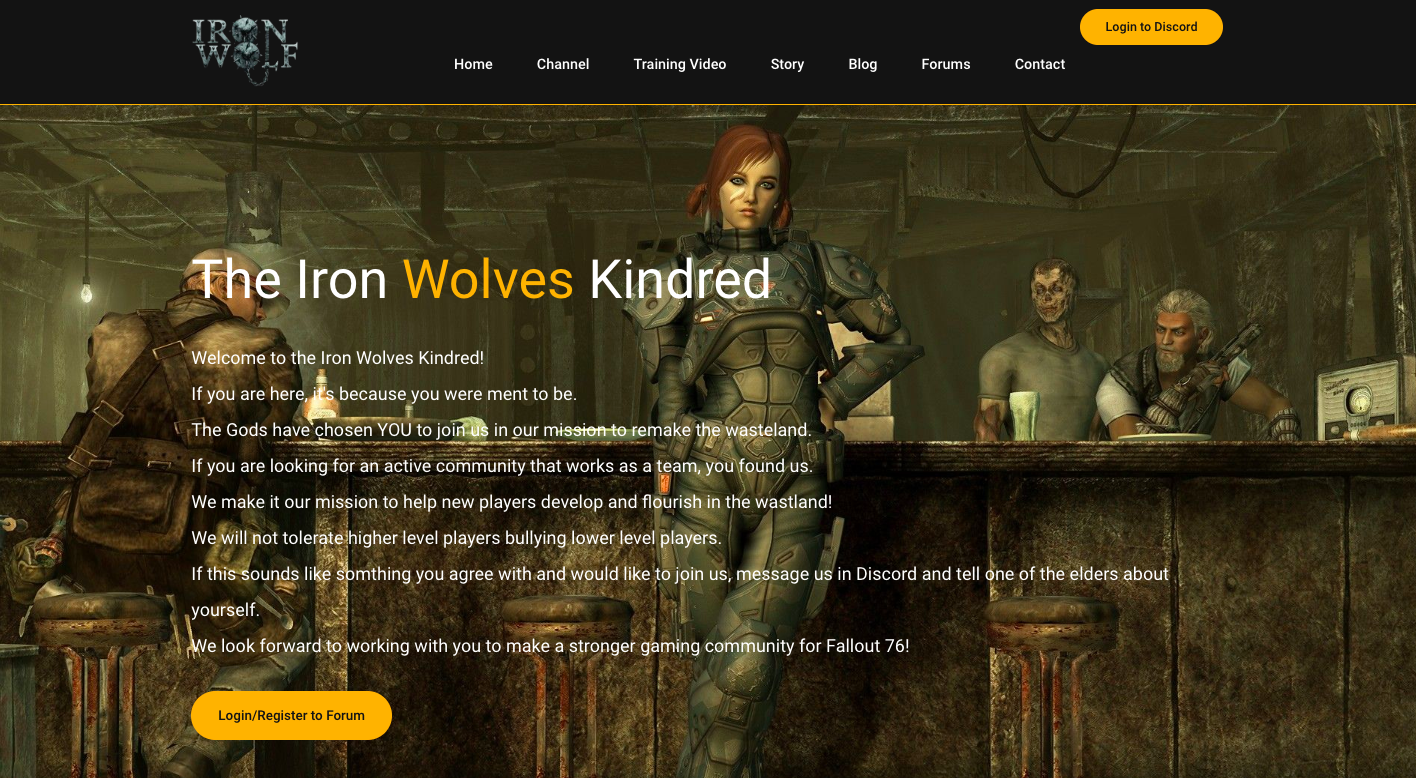 IRON
WOLF
Login to Discord
Home Channel Training Video Story Blog Forums Contact
The Iron Wolves Kindred
Welcome to the Iron Wolves Kindred!
If you are here, it's because you were ment to be.
The Gods have chosen YOU to join us in our mission to remake the wasteland.
If you are looking for an active community that works as a team, you found us.
We make it our mission to help new players develop and flourish in the wastland!
We will not tolerate higher level players bullying lower level players.
If this sounds like somthing you agree with and would like to join us, message us in Discord and tell one of the elders about
yourself.
We look forward to working with you to make a stronger gaming community for Fallout 76!
Login/Register to Forum